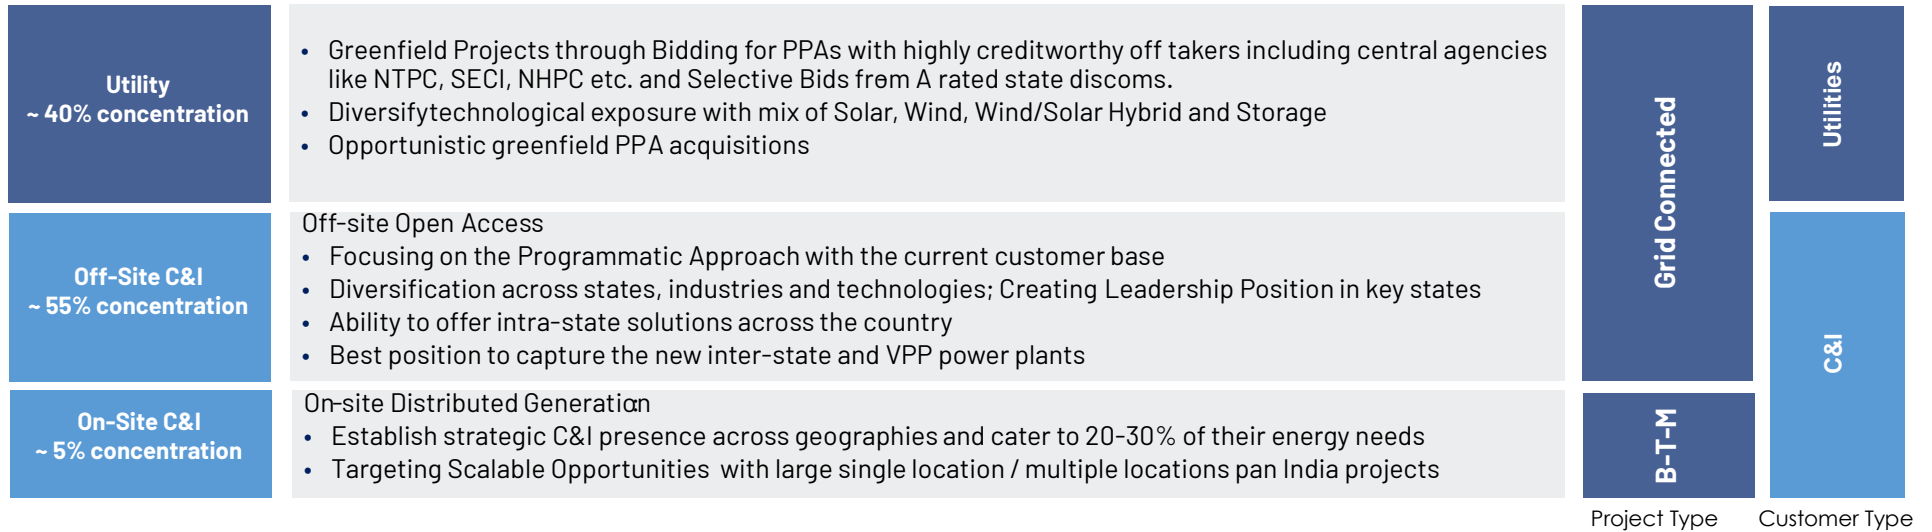 Utility
~ 40% concentration
• Greenfield Projects through Bidding for PPAs with highly creditworthy off takers including central agencies
like NTPC, SECI, NHPC etc. and Selective Bids from A rated state discoms.
• Diversifytechnological exposure with mix of Solar, Wind, Wind/Solar Hybrid and Storage
• Opportunistic greenfield PPA acquisitions
Off-Site C&I
~ 55% concentration
Off-site Open Access
• Focusing on the Programmatic Approach with the current customer base
• Diversification across states, industries and technologies; Creating Leadership Position in key states
• Ability to offer intra-state solutions across the country
• Best position to capture the new inter-state and VPP power plants
On-Site C&I
~ 5% concentration
On-site Distributed Generation
• Establish strategic C&I presence across geographies and cater to 20-30% of their energy needs
• Targeting Scalable Opportunities with large single location / multiple locations pan India projects
Grid Connected
B-T-M
Project Type
Utilities
C&I
Customer Type